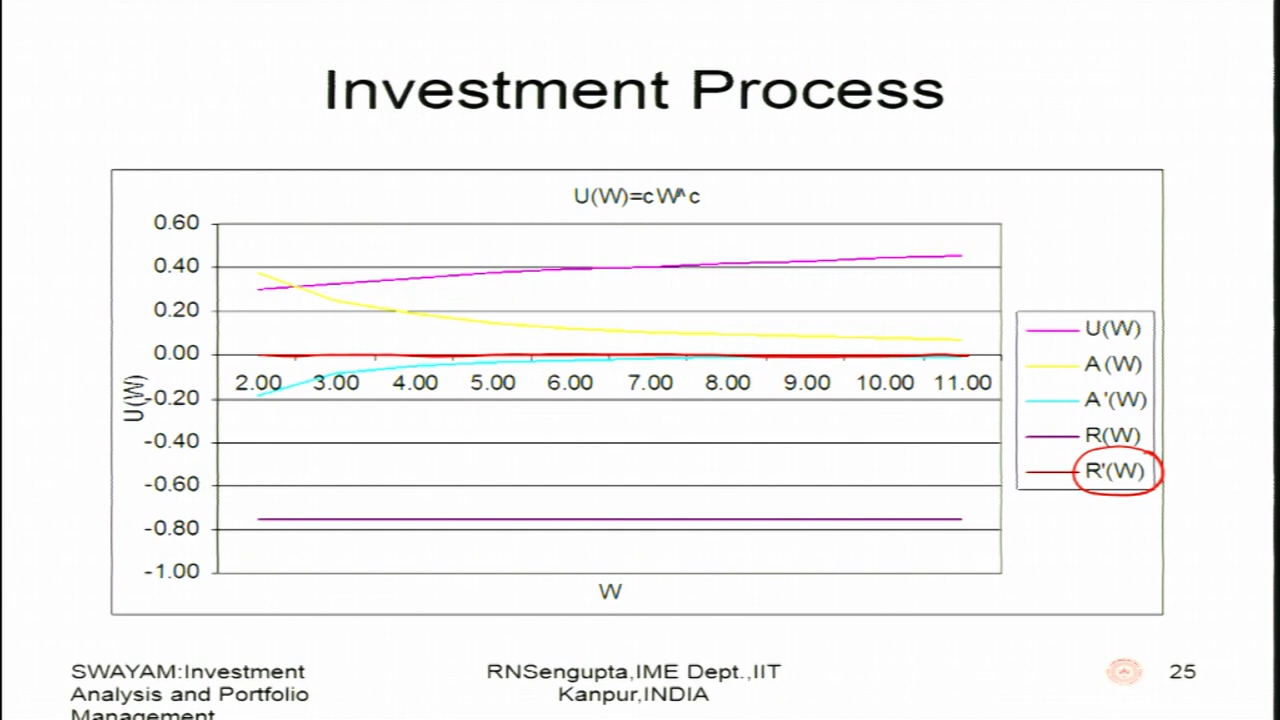 Investment Process
U(W)=cW^c
0.60
0.40
0.20
0.00
-0.20
-0.40
-0.60
-0.80
-1.00
U(W)
2.00 3.00 4.00 5.00 6.00 7.00 8.00 9.00 10.00 11.00
W
U(W)
A(W)
A'(W)
R(W)
R'(W)
SWAYAM:Investment
Analysis and Portfolio
Management
RNSengupta,IME Dept.,IIT
Kanpur,INDIA
25